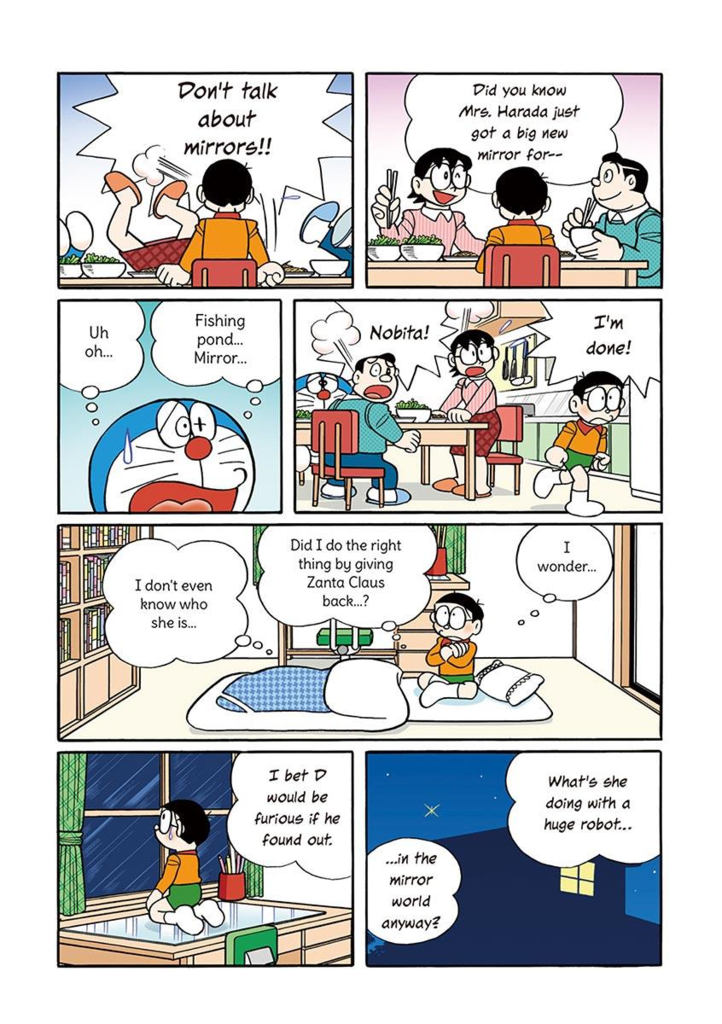 Did you know
Mrs. Harada just
got a big new
mirror for--
Don't talk
about
mirrors!!
I'm
done!
Nobita!
Fishing
pond...
Mirror...
Uh
oh...
I
wonder...
Did I do the right
thing by giving
Zanta Claus
back...?
I don't even
know who
she is...
What's she
doing with a
huge robot...
...in the
mirror
world
anyway?
I bet D
would be
furious if he
found out.